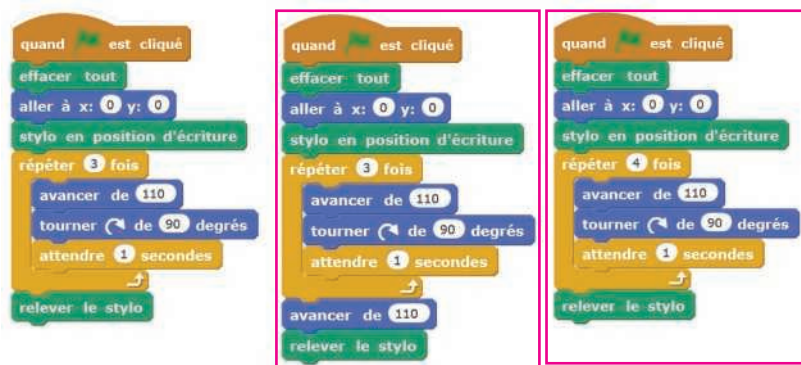 quand est cliqué
effacer tout
aller à x: 0 y: 0
stylo en position d'écriture
répéter 3 fois
avancer de 110
tourner de 90 degrés
attendre 1 secondes
relever le stylo
quand est cliqué
effacer tout
aller à x: 0 y: 0
stylo en position d'écriture
répéter 3 fois
avancer de 110
tourner de 90 degrés
attendre 1 secondes
avancer de 110
relever le stylo
quand est cliqué
effacer tout
aller à x: 0 y: 0
stylo en position d'écriture
répéter 4 fois
avancer de 110
tourner de 90 degrés
attendre 1 secondes
relever le stylo